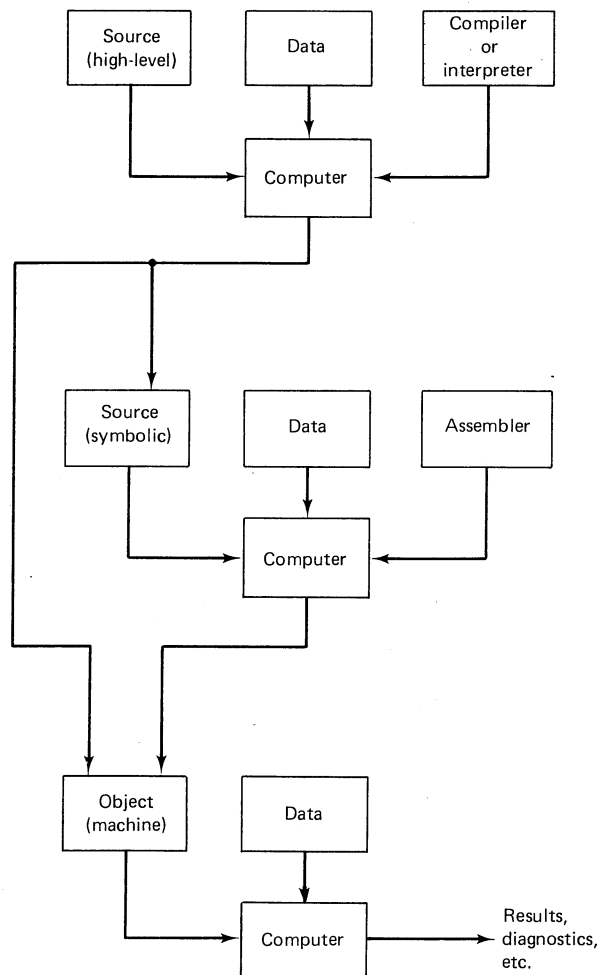 Source
(high-level)
Data
Compiler
or
interpreter
Computer
Source
(symbolic)
Data
Assembler
Computer
Object
(machine)
Data
Computer
Results,
diagnostics,
etc.